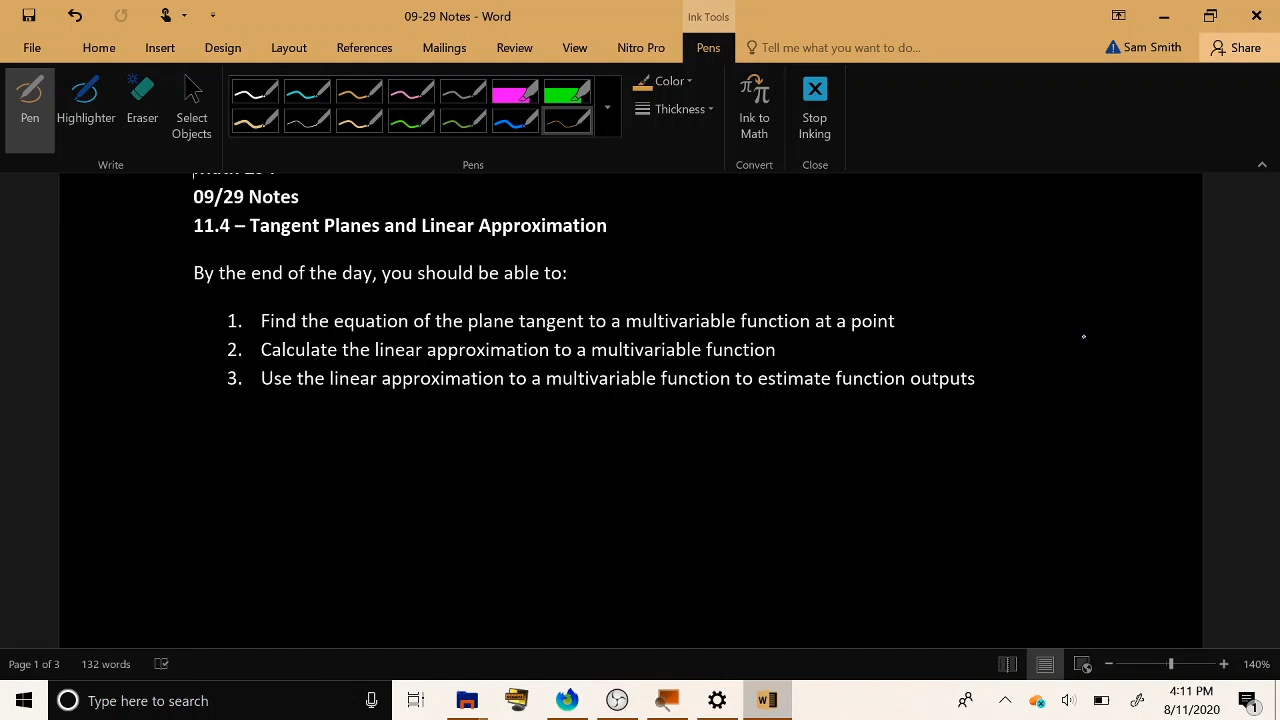 09-29 Notes - Word
Ink Tools
File Home Insert Design Layout References Mailings Review View Nitro Pro Pens Tell me what you want to do... Sam Smith Share
Pen Highlighter Eraser Select Objects
Color
Thickness
Ink to Math
Stop Inking
Write Pens Convert Close
09/29 Notes
11.4 – Tangent Planes and Linear Approximation
By the end of the day, you should be able to:
1. Find the equation of the plane tangent to a multivariable function at a point
2. Calculate the linear approximation to a multivariable function
3. Use the linear approximation to a multivariable function to estimate function outputs
Page 1 of 3 132 words 140%
Type here to search
4:11 PM
8/11/2020
1